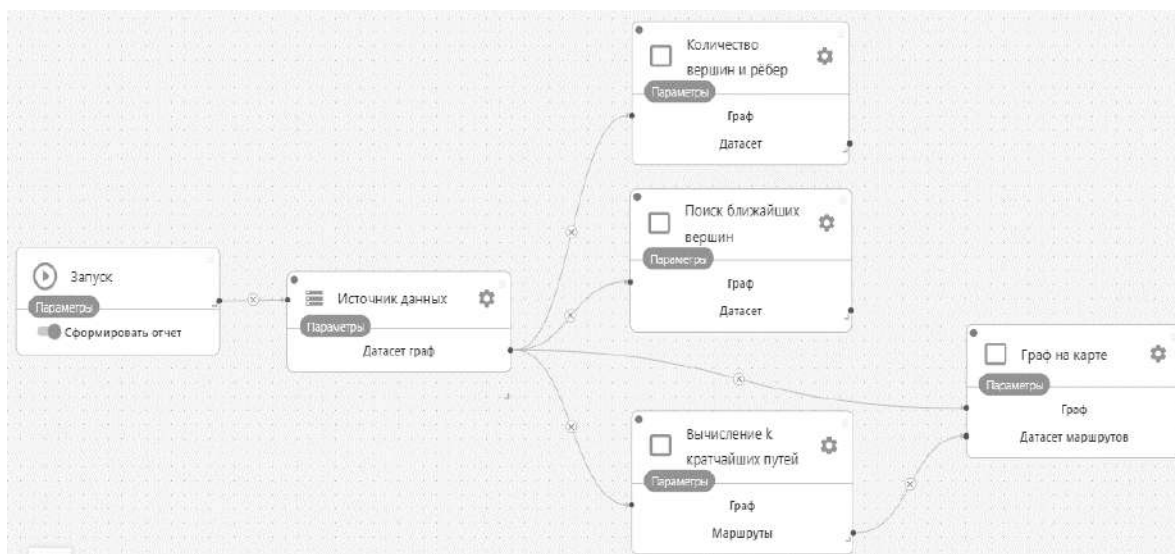 Количество
вершин и рёбер
Параметры
Граф
Датасет
Поиск ближайших
вершин
Параметры
Граф
Датасет
Запуск
Параметры
Сформировать отчет
Источник данных
Параметры
Датасет граф
Граф на карте
Параметры
Граф
Датасет маршрутов
Вычисление k
кратчайших путей
Параметры
Граф
Маршруты